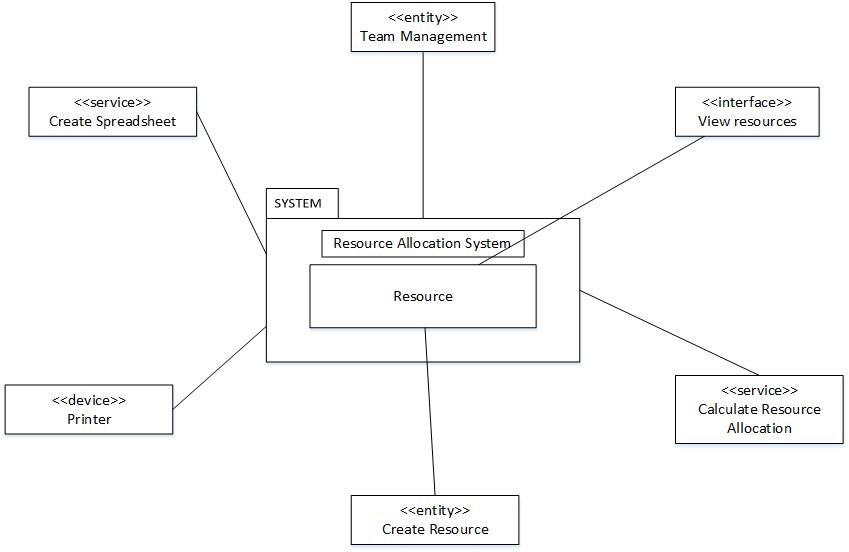 <<entity>>
Team Management
<<service>>
Create Spreadsheet
<<interface>>
View resources
SYSTEM
Resource Allocation System
Resource
<<device>>
Printer
<<service>>
Calculate Resource
Allocation
<<entity>>
Create Resource